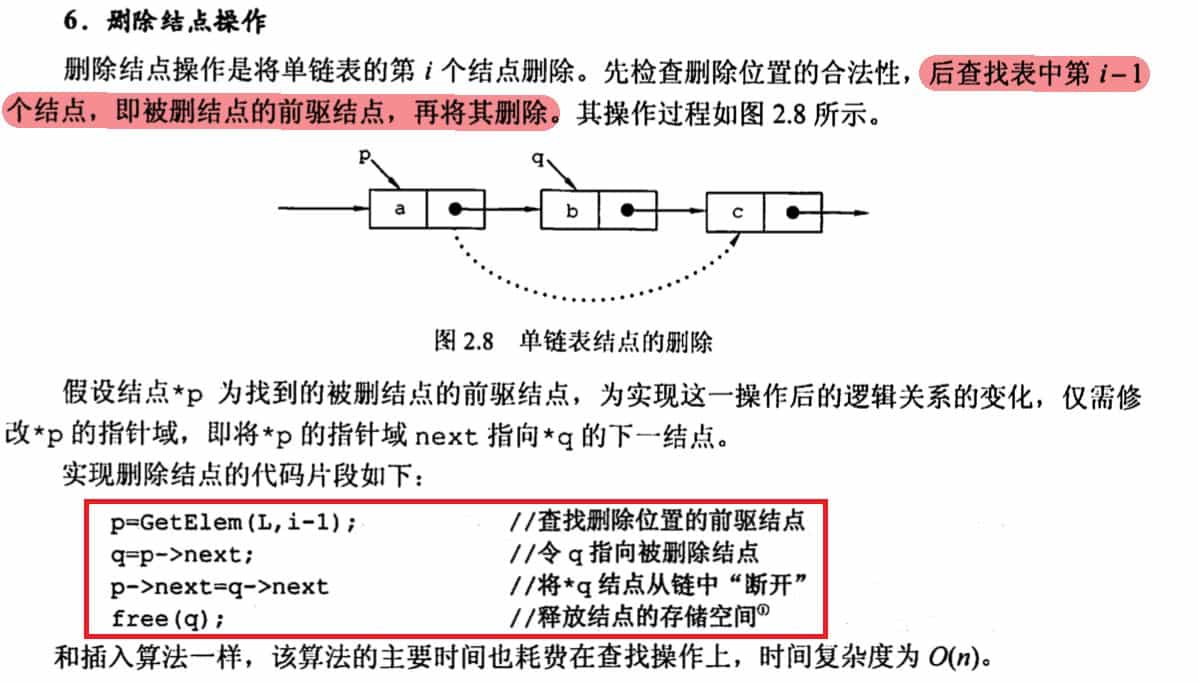 6．删除结点操作
删除结点操作是将单链表的第 i 个结点删除。先检查删除位置的合法性，后查找表中第 i−1
个结点，即被删结点的前驱结点，再将其删除。其操作过程如图 2.8 所示。
p q
a b c
图 2.8 单链表结点的删除
假设结点*p 为找到的被删结点的前驱结点，为实现这一操作后的逻辑关系的变化，仅需修
改*p 的指针域，即将*p 的指针域 next 指向*q 的下一结点。
实现删除结点的代码片段如下：
p=GetElem(L,i-1); //查找删除位置的前驱结点
q=p->next; //令 q 指向被删除结点
p->next=q->next //将*q 结点从链中“断开”
free(q); //释放结点的存储空间①
和插入算法一样，该算法的主要时间也耗费在查找操作上，时间复杂度为 O(n)。